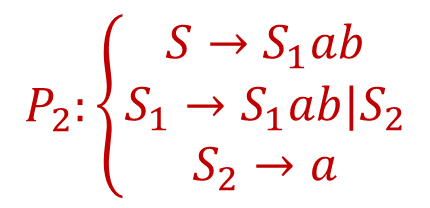 S → S₁ab
P₂: { S₁ → S₁ab|S₂
S₂ → a